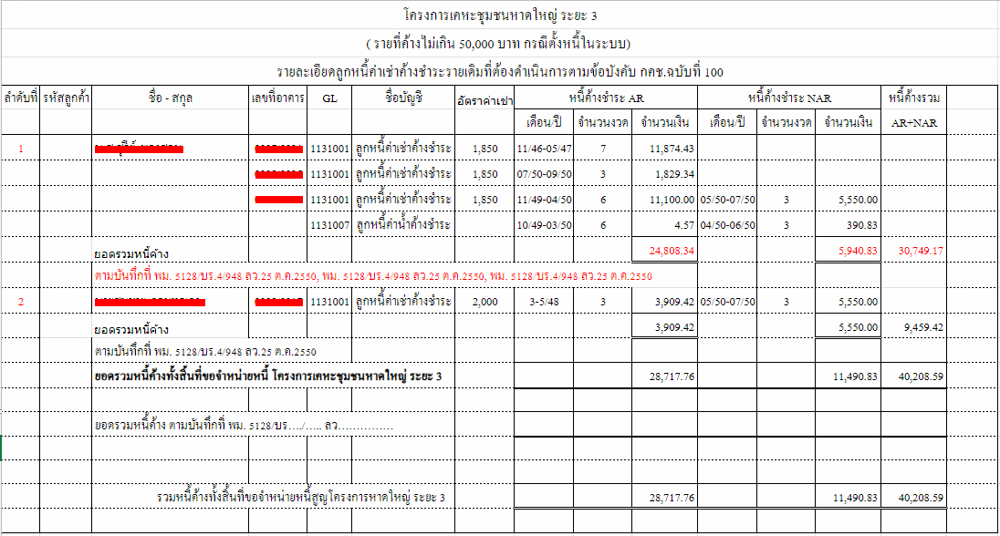 โครงการเคหะชุมชนหาดใหญ่ ระยะ 3
( รายที่ค้างไม่เกิน 50,000 บาท กรณีตั้งหนี้ในระบบ)
รายละเอียดลูกหนี้ค่าเช่าค้างชำระรายเดิมที่ต้องดำเนินการตามข้อบังคับ กคช.ฉบับที่ 100
ลำดับที่ รหัสลูกค้า ชื่อ - สกุล เลขที่อาคาร GL ชื่อบัญชี อัตราค่าเช่า หนี้ค้างชำระ AR หนี้ค้างชำระ NAR หนี้ค้างรวม
เดือน/ปี จำนวนงวด จำนวนเงิน เดือน/ปี จำนวนงวด จำนวนเงิน AR+NAR
1 1131001 ลูกหนี้ค่าเช่าค้างชำระ 1,850 11/46-05/47 7 11,874.43
1131001 ลูกหนี้ค่าเช่าค้างชำระ 1,850 07/50-09/50 3 1,829.34
1131001 ลูกหนี้ค่าเช่าค้างชำระ 1,850 11/49-04/50 6 11,100.00 05/50-07/50 3 5,550.00
1131007 ลูกหนี้ค่าน้ำค้างชำระ 10/49-03/50 6 4.57 04/50-06/50 3 390.83
ยอดรวมหนี้ค้าง 24,808.34 5,940.83 30,749.17
ตามบันทึกที่ พม. 5128/บร.4/948 ลว.25 ต.ค.2550, พม. 5128/บร.4/948 ลว.25 ต.ค.2550, พม. 5128/บร.4/948 ลว.25 ต.ค.2550
2 1131001 ลูกหนี้ค่าเช่าค้างชำระ 2,000 3-5/48 3 3,909.42 05/50-07/50 3 5,550.00
ยอดรวมหนี้ค้าง 3,909.42 5,550.00 9,459.42
ตามบันทึกที่ พม. 5128/บร.4/948 ลว.25 ต.ค.2550
ยอดรวมหนี้ค้างทั้งสิ้นที่ขอจำหน่ายหนี้ โครงการเคหะชุมชนหาดใหญ่ ระยะ 3 28,717.76 11,490.83 40,208.59
ยอดรวมหนี้ค้าง ตามบันทึกที่ พม. 5128/บร…./….. ลว……………
รวมหนี้ค้างทั้งสิ้นที่ขอจำหน่ายหนี้สูญโครงการหาดใหญ่ ระยะ 3 28,717.76 11,490.83 40,208.59